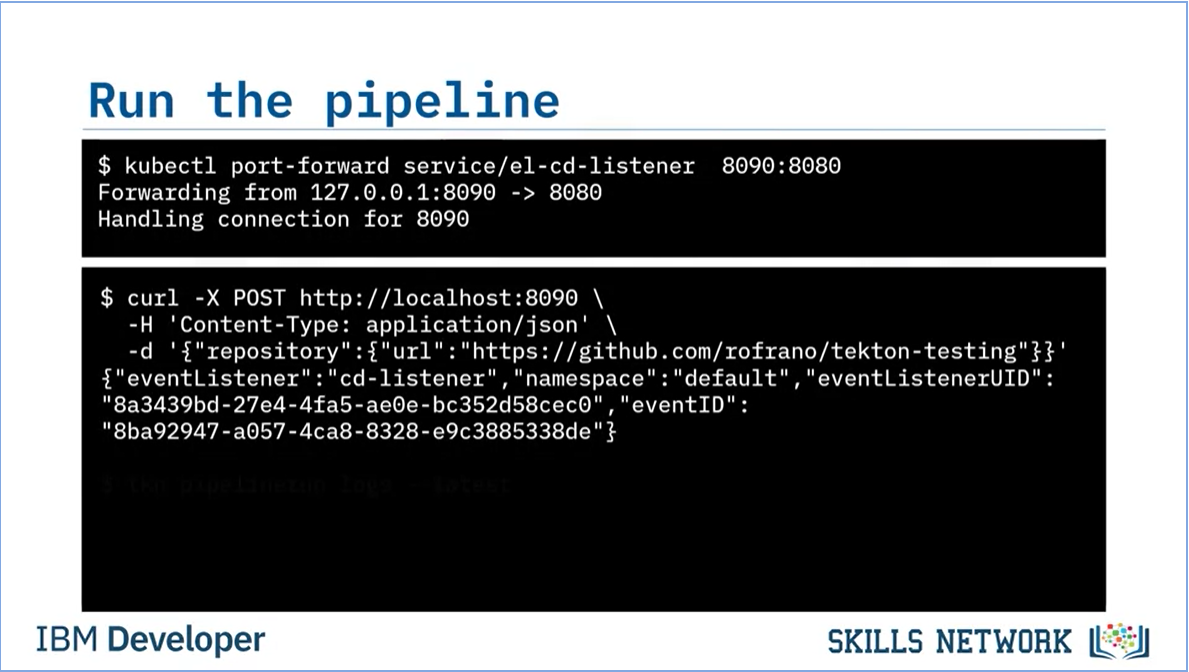 Run the pipeline
$ kubectl port-forward service/el-cd-listener  8090:8080
Forwarding from 127.0.0.1:8090 -> 8080
Handling connection for 8090
$ curl -X POST http://localhost:8090 \
  -H 'Content-Type: application/json' \
  -d '{"repository":{"url":"https://github.com/rofrano/tekton-testing"}}'
{"eventListener":"cd-listener","namespace":"default","eventListenerUID":
"8a3439bd-27e4-4fa5-ae0e-bc352d58cec0","eventID":
"8ba92947-a057-4ca8-8328-e9c3885338de"}
$ tkn pipelinerun logs --latest
IBM Developer
SKILLS NETWORK